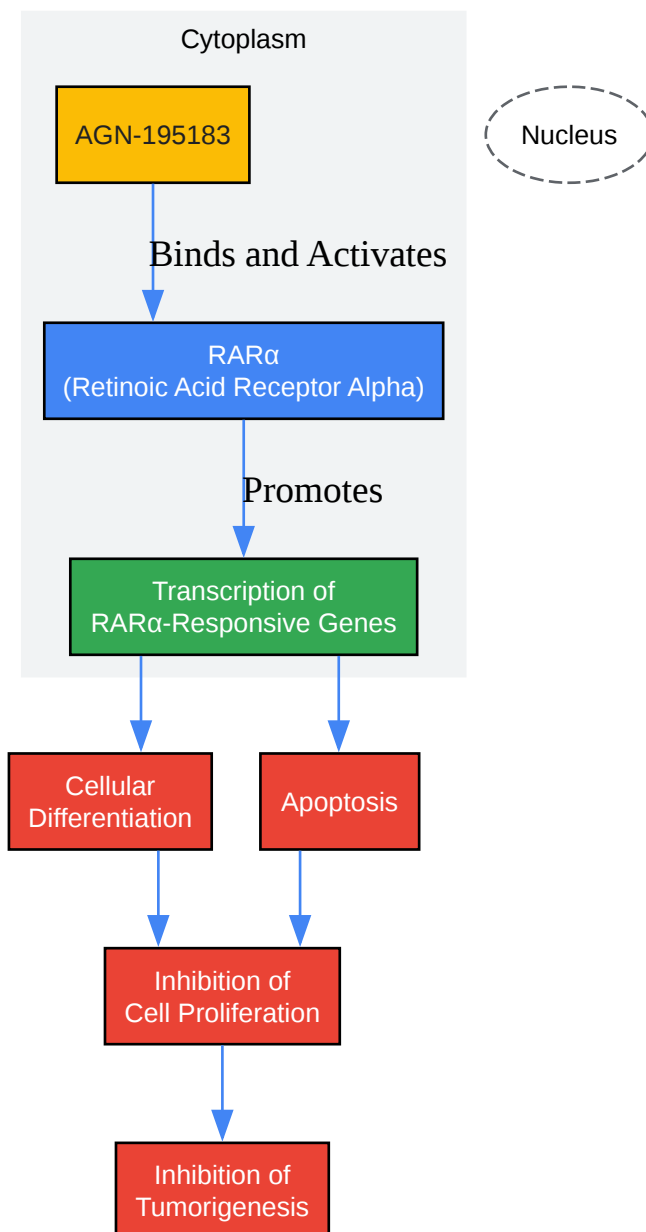 Cytoplasm
AGN-195183
Nucleus
Binds and Activates
RARα
(Retinoic Acid Receptor Alpha)
Promotes
Transcription of
RARα-Responsive Genes
Cellular
Differentiation
Apoptosis
Inhibition of
Cell Proliferation
Inhibition of
Tumorigenesis